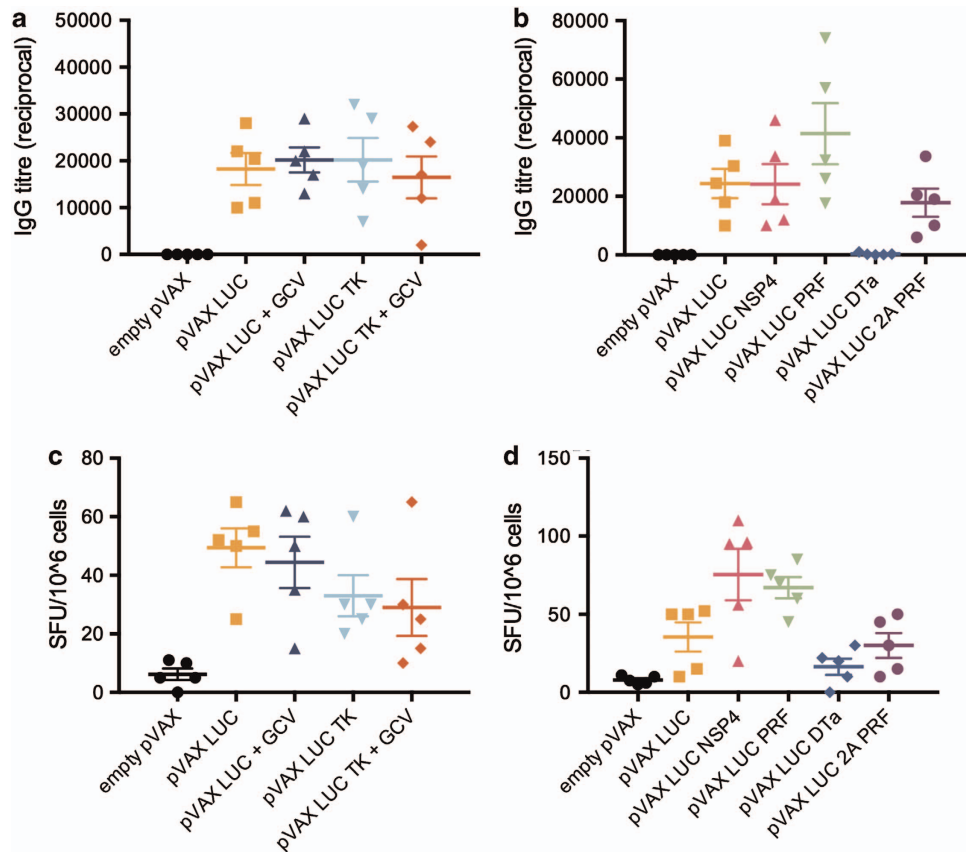 a
50000
40000
30000
20000
10000
0
IgG titre (reciprocal)
empty pVAX
pVAX LUC
pVAX LUC + GCV
pVAX LUC TK
pVAX LUC TK + GCV
b
80000
60000
40000
20000
0
IgG titre (reciprocal)
empty pVAX
pVAX LUC
pVAX LUC NSP4
pVAX LUC PRF
pVAX LUC DTa
pVAX LUC 2A PRF
c
80
60
40
20
0
SFU/10^6 cells
empty pVAX
pVAX LUC
pVAX LUC + GCV
pVAX LUC TK
pVAX LUC TK + GCV
d
150
100
50
0
SFU/10^6 cells
empty pVAX
pVAX LUC
pVAX LUC NSP4
pVAX LUC PRF
pVAX LUC DTa
pVAX LUC 2A PRF